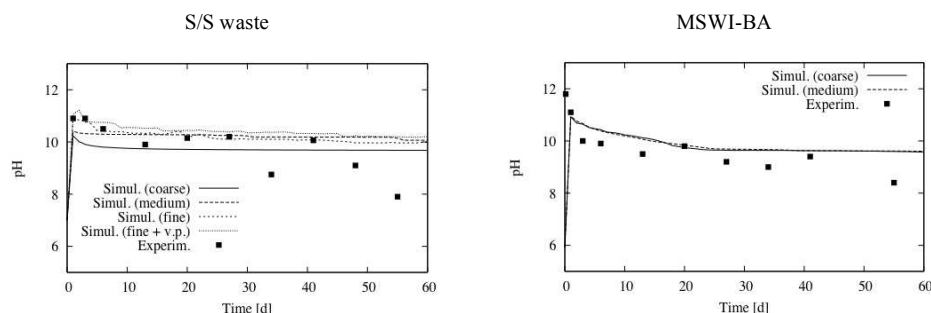 S/S waste
MSWI-BA
12
10
8
6
pH
Simul. (coarse)
Simul. (medium)
Simul. (fine)
Simul. (fine + v.p.)
Experim.
0 10 20 30 40 50 60
Time [d]
12
10
8
6
pH
Simul. (coarse)
Simul. (medium)
Experim.
0 10 20 30 40 50 60
Time [d]